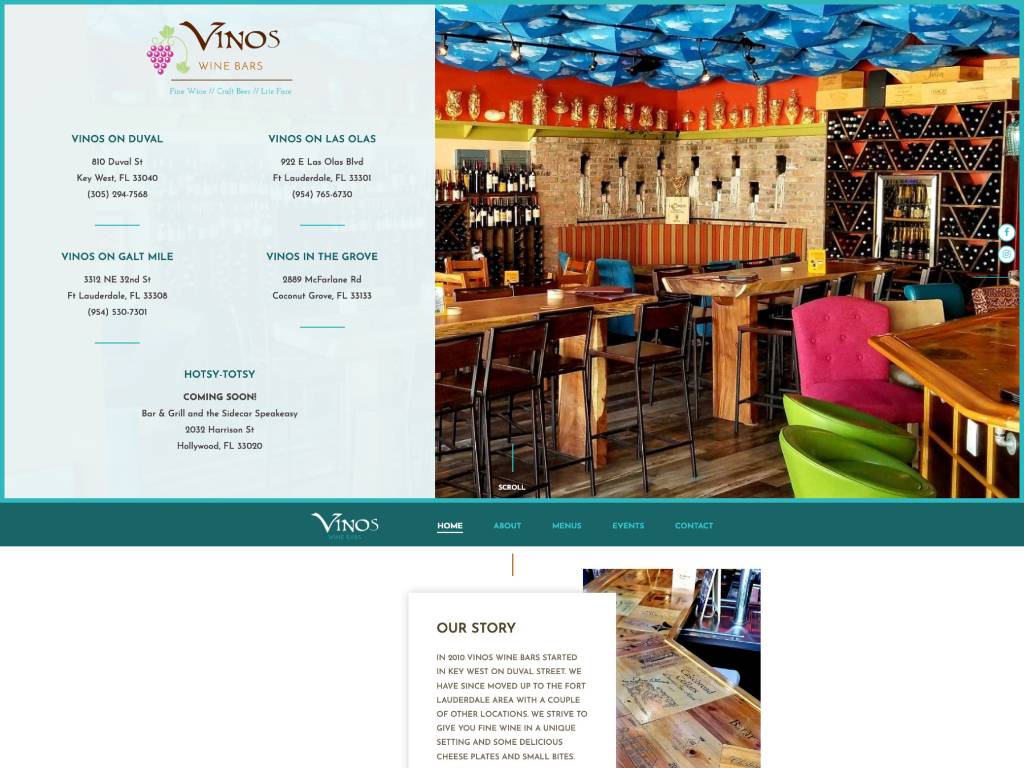 Vinos
WINE BARS
Fine Wine // Craft Beer // Lite Fare
VINOS ON DUVAL
810 Duval St
Key West, FL 33040
(305) 294-7568
VINOS ON LAS OLAS
922 E Las Olas Blvd
Ft Lauderdale, FL 33301
(954) 765-6730
VINOS ON GALT MILE
3312 NE 32nd St
Ft Lauderdale, FL 33308
(954) 530-7301
VINOS IN THE GROVE
2889 McFarlane Rd
Coconut Grove, FL 33133
HOTSY-TOTSY
COMING SOON!
Bar & Grill and the Sidecar Speakeasy
2032 Harrison St
Hollywood, FL 33020
SCROLL
Vinos
WINE BARS
HOME
ABOUT
MENUS
EVENTS
CONTACT
OUR STORY
IN 2010 VINOS WINE BARS STARTED
IN KEY WEST ON DUVAL STREET. WE
HAVE SINCE MOVED UP TO THE FORT
LAUDERDALE AREA WITH A COUPLE
OF OTHER LOCATIONS. WE STRIVE TO
GIVE YOU FINE WINE IN A UNIQUE
SETTING AND SOME DELICIOUS
CHEESE PLATES AND SMALL BITES.